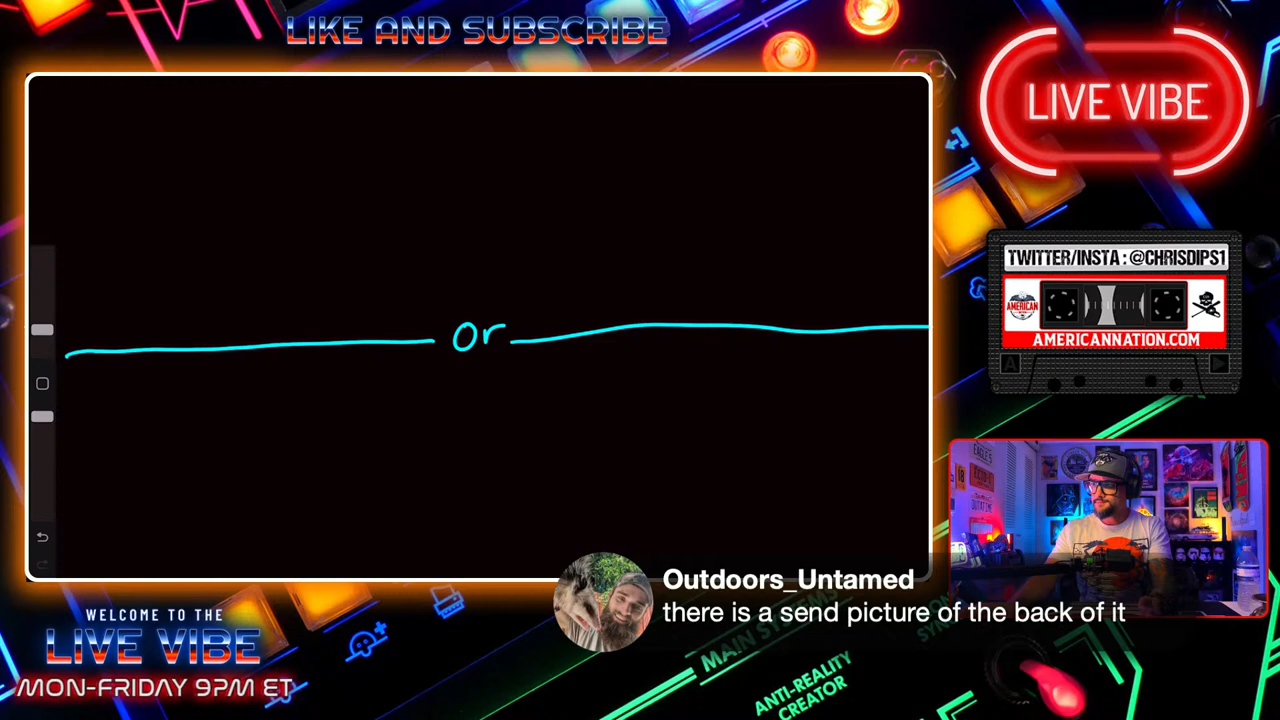 LIKE AND SUBSCRIBE
LIVE VIBE
or
TWITTER/INSTA : @CHRISDIPS1
AMERICAN
AMERICANNATION.COM
A
Outdoors_Untamed
there is a send picture of the back of it
WELCOME TO THE
LIVE VIBE
MON-FRIDAY 9PM ET
MAIN SYSTEMS
ANTI-REALITY
CREATOR